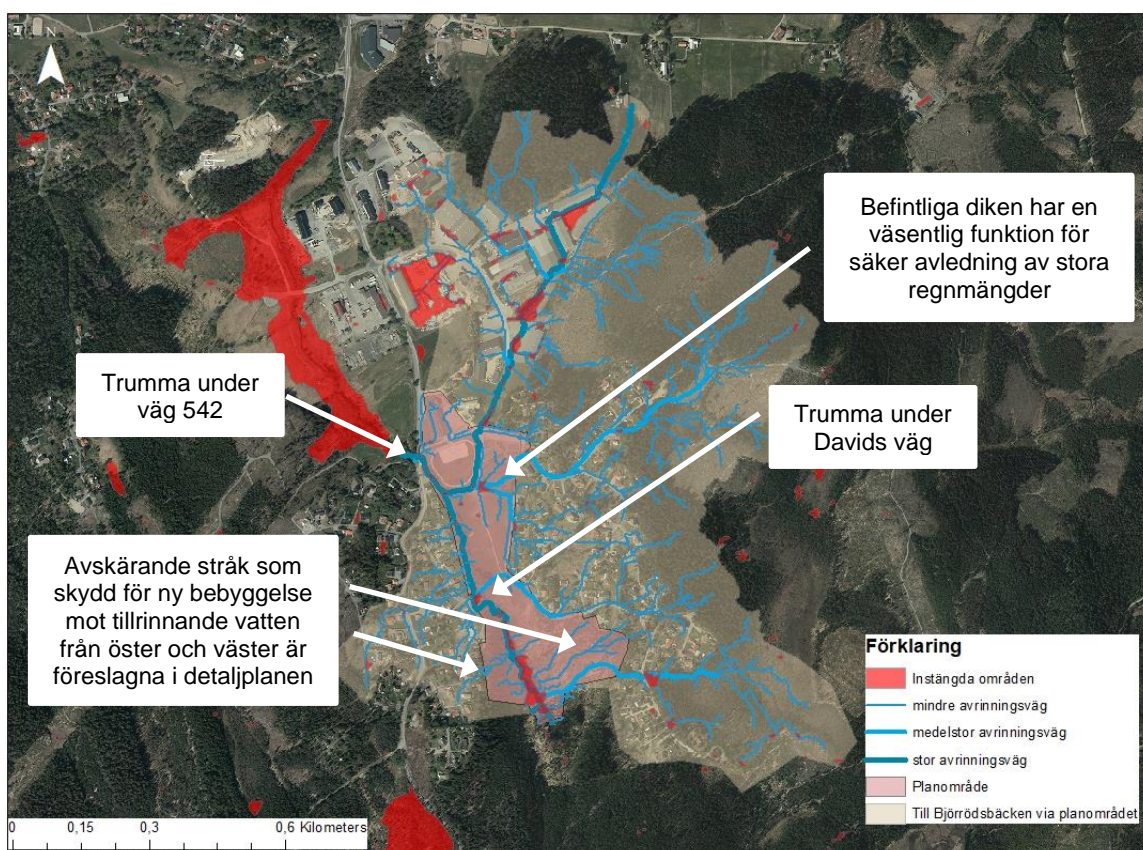 N
Befintliga diken har en
väsentlig funktion för
säker avledning av stora
regnmängder
Trumma under
väg 542
Trumma under
Davids väg
Avskärande stråk som
skydd för ny bebyggelse
mot tillrinnande vatten
från öster och väster är
föreslagna i detaljplanen
Förklaring
Instängda områden
mindre avrinningsväg
medelstor avrinningsväg
stor avrinningsväg
Planområde
Till Björrödsbäcken via planområdet
0 0,15 0,3 0,6 Kilometers